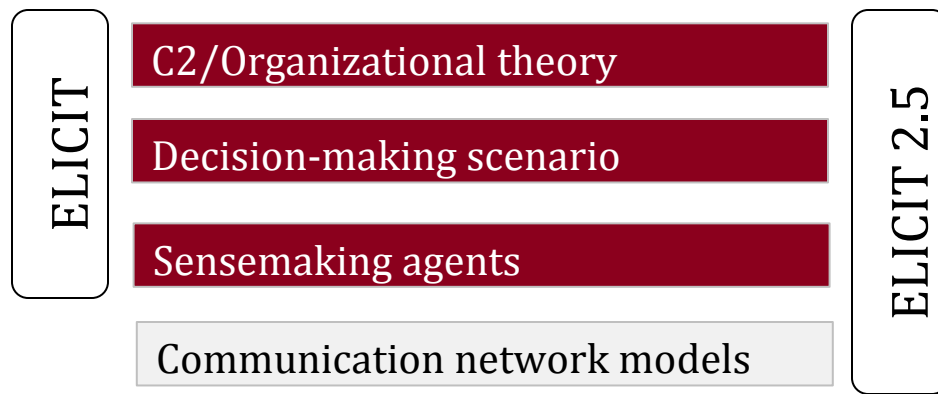 ELICIT
C2/Organizational theory
Decision-making scenario
Sensemaking agents
Communication network models
ELICIT 2.5